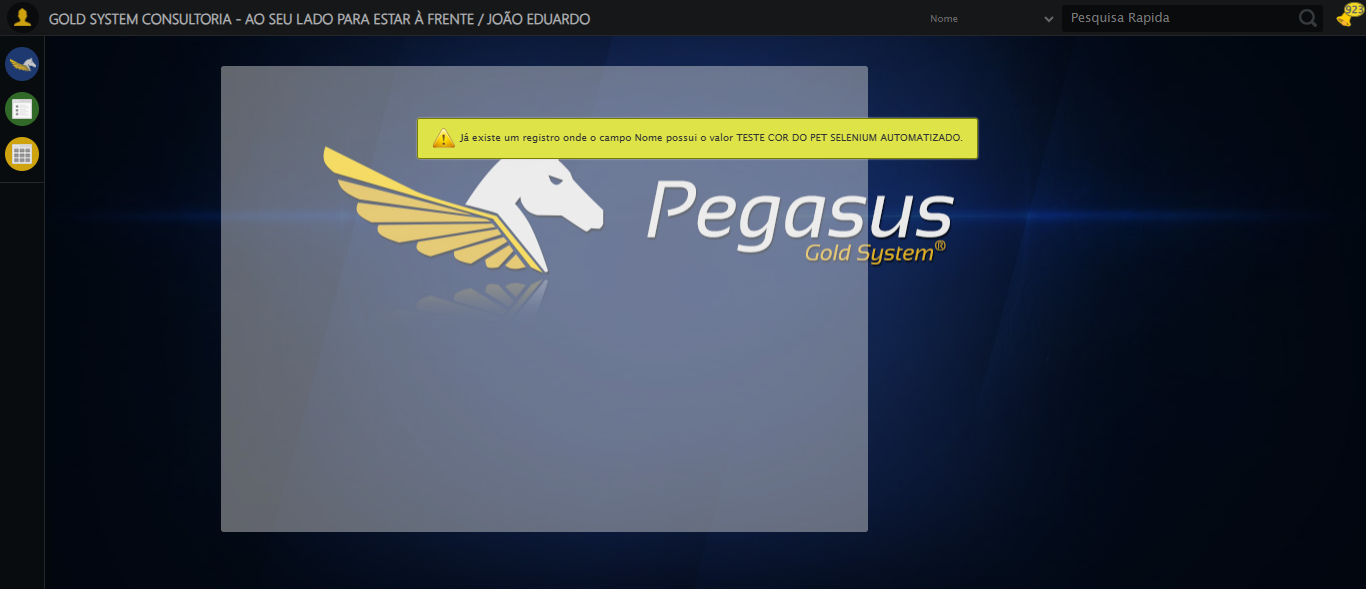 GOLD SYSTEM CONSULTORIA - AO SEU LADO PARA ESTAR À FRENTE / JOÃO EDUARDO
Nome
Pesquisa Rapida
923
Já existe um registro onde o campo Nome possui o valor TESTE COR DO PET SELENIUM AUTOMATIZADO.
Pegasus
Gold System®